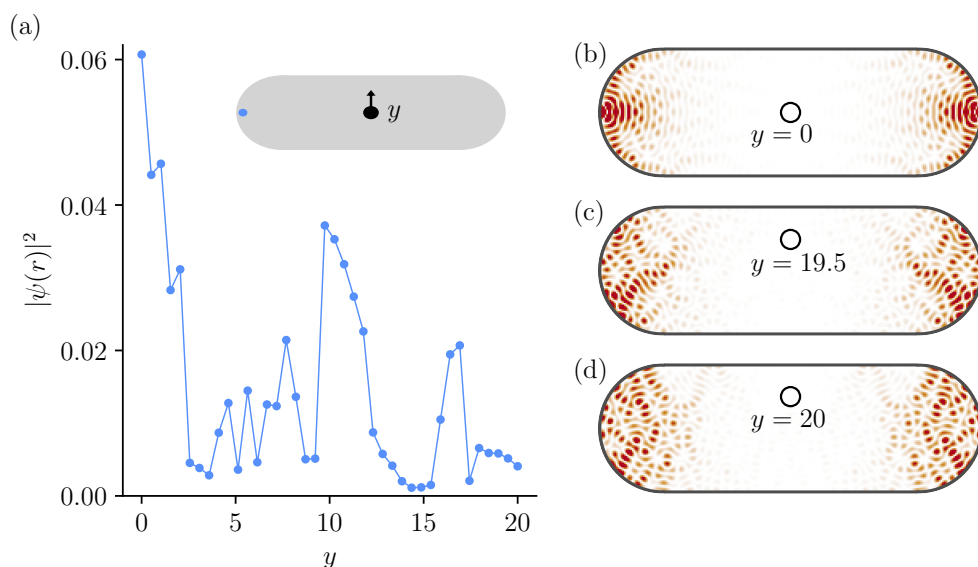 (a)
0.06
0.04
0.02
0.00
|ψ(r)|²
0
5
10
15
20
y
y
(b)
y = 0
(c)
y = 19.5
(d)
y = 20